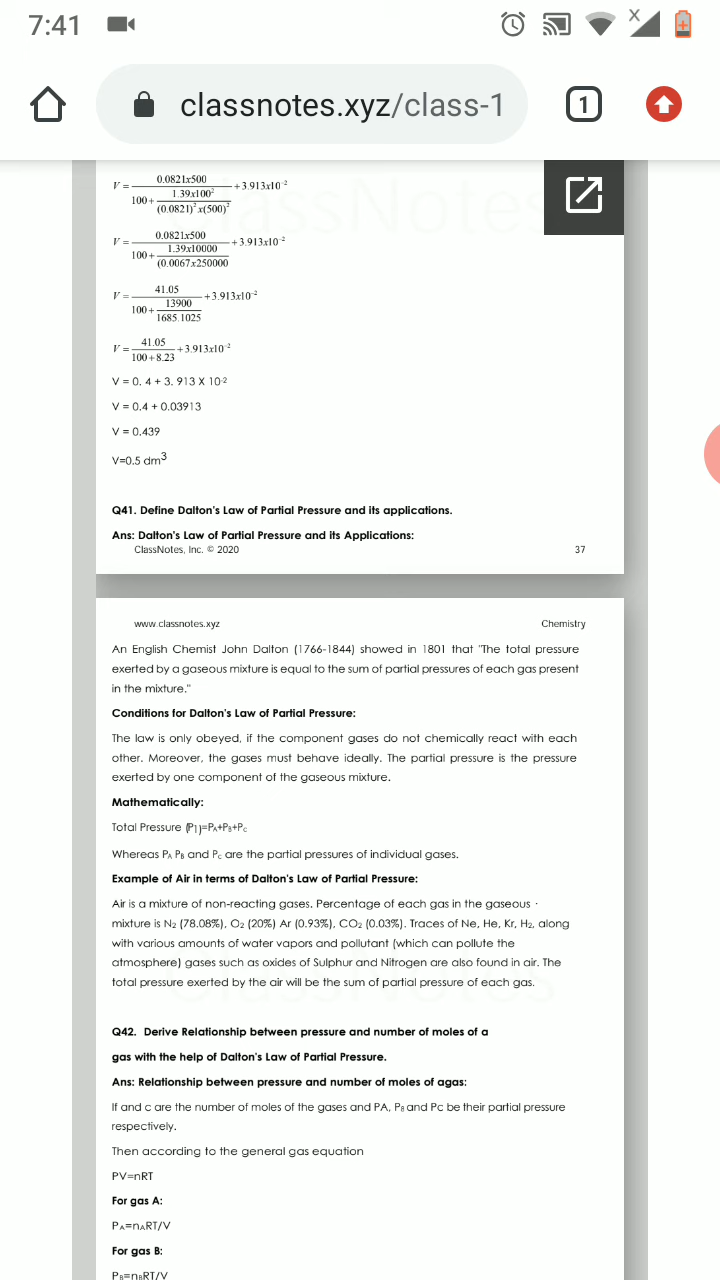 7:41
classnotes.xyz/class-1
1
V = 0.0821x500 / (100 + 1.39x100² / (0.0821)²x(500)²) + 3.913x10⁻²
V = 0.0821x500 / (100 + 1.39x10000 / (0.0067x250000) + 3.913x10⁻²
V = 41.05 / (100 + 13900 / 1685.1025) + 3.913x10⁻²
V = 41.05 / 100+8.23 + 3.913x10⁻²
V = 0. 4 + 3. 913 X 10⁻²
V = 0.4 + 0.03913
V = 0.439
V=0.5 dm³
Q41. Define Dalton's Law of Partial Pressure and its applications.
Ans: Dalton's Law of Partial Pressure and its Applications:
ClassNotes, Inc. © 2020 37
www.classnotes.xyz Chemistry
An English Chemist John Dalton (1766-1844) showed in 1801 that "The total pressure
exerted by a gaseous mixture is equal to the sum of partial pressures of each gas present
in the mixture."
Conditions for Dalton's Law of Partial Pressure:
The law is only obeyed, if the component gases do not chemically react with each
other. Moreover, the gases must behave ideally. The partial pressure is the pressure
exerted by one component of the gaseous mixture.
Mathematically:
Total Pressure (P1)=PA+PB+Pc
Whereas PA PB and Pc are the partial pressures of individual gases.
Example of Air in terms of Dalton's Law of Partial Pressure:
Air is a mixture of non-reacting gases. Percentage of each gas in the gaseous ·
mixture is N₂ (78.08%), O₂ (20%) Ar (0.93%), CO₂ (0.03%). Traces of Ne, He, Kr, H₂, along
with various amounts of water vapors and pollutant (which can pollute the
atmosphere) gases such as oxides of Sulphur and Nitrogen are also found in air. The
total pressure exerted by the air will be the sum of partial pressure of each gas.
Q42. Derive Relationship between pressure and number of moles of a
gas with the help of Dalton's Law of Partial Pressure.
Ans: Relationship between pressure and number of moles of agas:
If and c are the number of moles of the gases and PA, PB and Pc be their partial pressure
respectively.
Then according to the general gas equation
PV=nRT
For gas A:
PA=nART/V
For gas B:
PB=nBRT/V